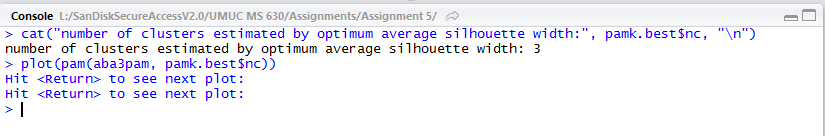 Console L:/SanDiskSecureAccessV2.0/UMUC MS 630/Assignments/Assignment 5/
> cat("number of clusters estimated by optimum average silhouette width:", pamk.best$nc, "\n")
number of clusters estimated by optimum average silhouette width: 3
> plot(pam(aba3pam, pamk.best$nc))
Hit <Return> to see next plot:
Hit <Return> to see next plot:
>